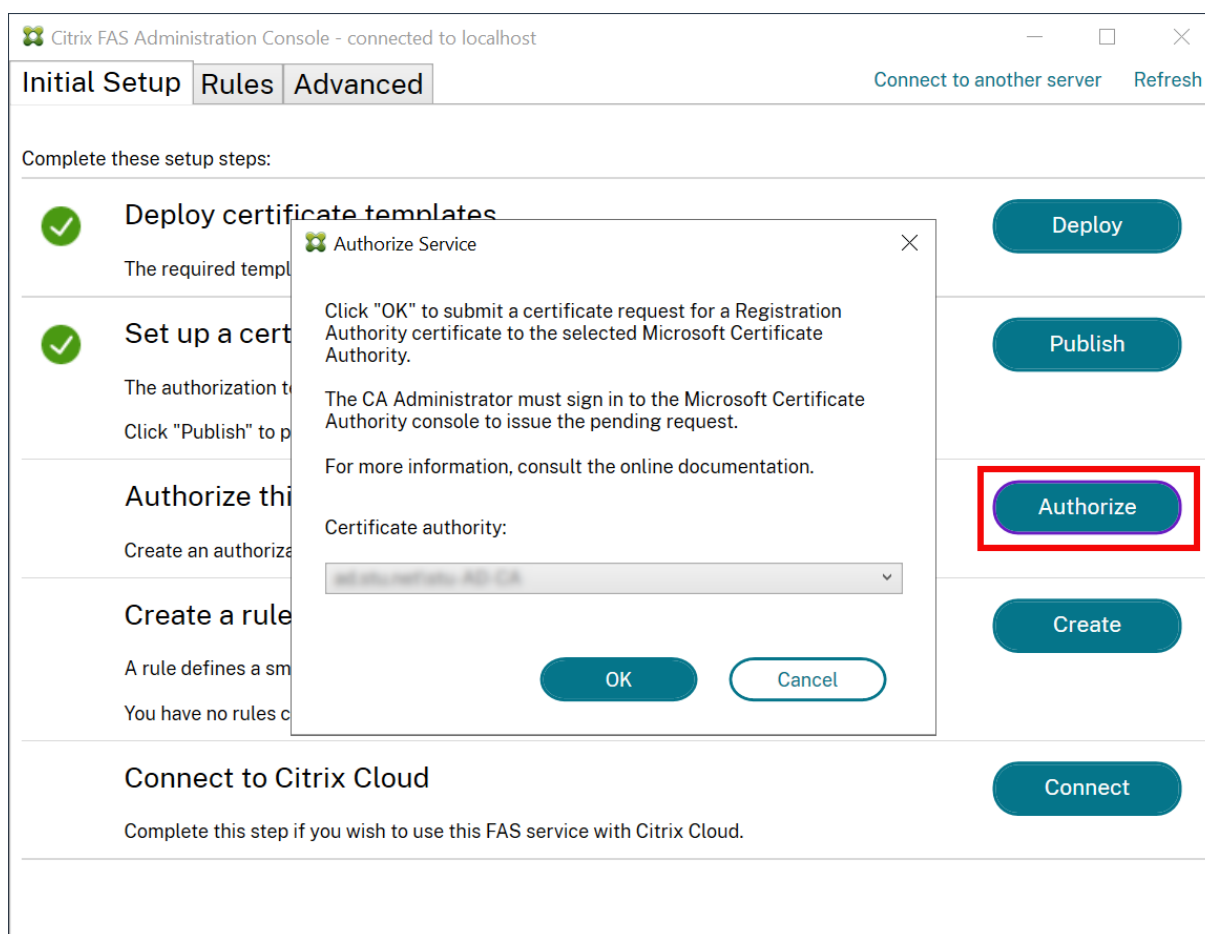 Citrix FAS Administration Console - connected to localhost
Initial Setup Rules Advanced Connect to another server Refresh
Complete these setup steps:
Deploy certificate templates
Deploy
The required templ
Set up a cert
Publish
The authorization t
Click "Publish" to p
Authorize thi
Authorize
Create an authoriza
Create a rule
Create
A rule defines a sm
You have no rules c
Authorize Service
Click "OK" to submit a certificate request for a Registration
Authority certificate to the selected Microsoft Certificate
Authority.
The CA Administrator must sign in to the Microsoft Certificate
Authority console to issue the pending request.
For more information, consult the online documentation.
Certificate authority:
OK Cancel
Connect to Citrix Cloud
Connect
Complete this step if you wish to use this FAS service with Citrix Cloud.